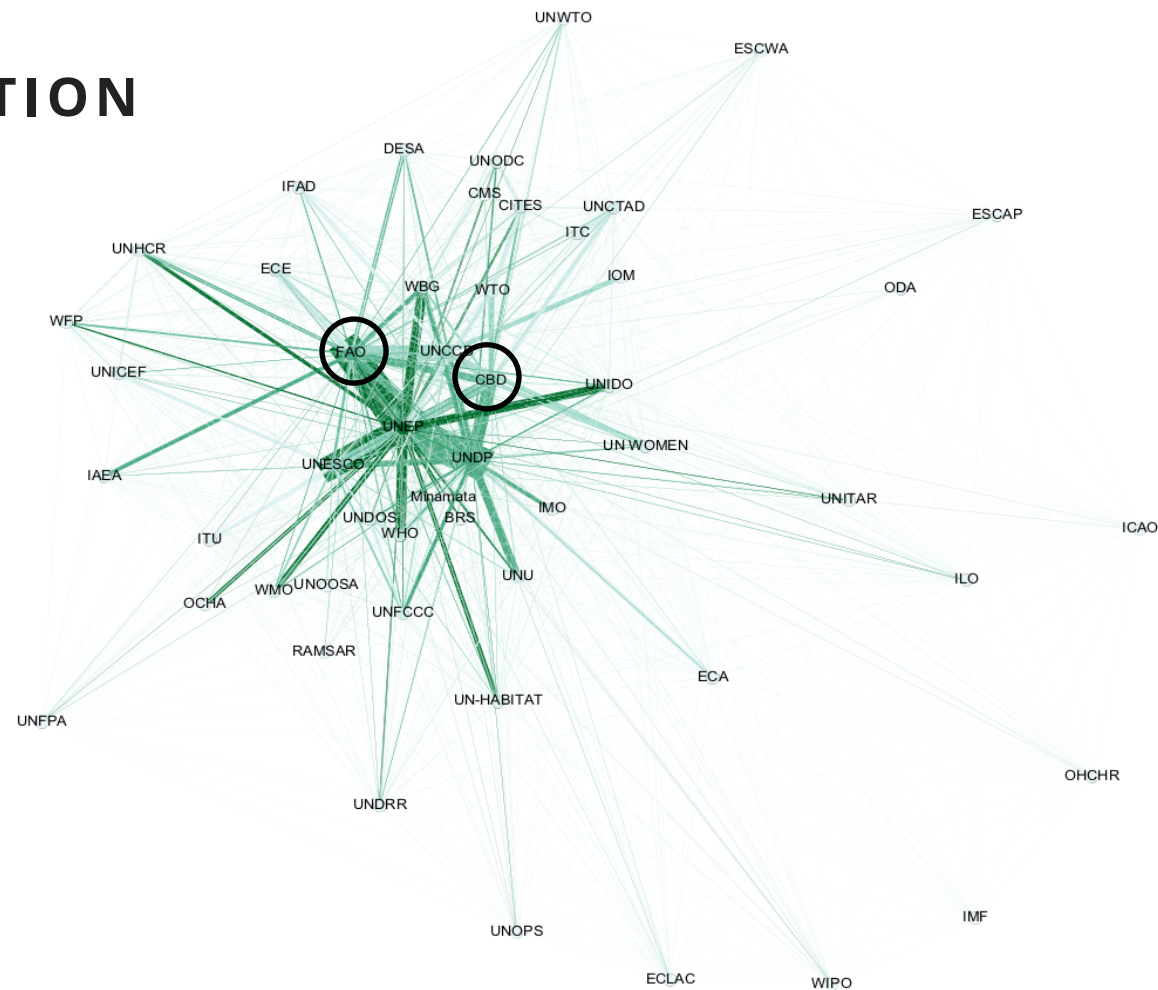 UNWTO
ESCWA
TION
DESA
UNODC
IFAD
CMS
CITES
UNCTAD
ESCAP
ITC
UNHCR
ECE
IOM
WBG
WTO
ODA
WFP
FAO
UNCCD
UNICEF
CBD
UNIDO
UNEP
UN WOMEN
UNESCO
UNDP
IAEA
Minamata
UNITAR
IMO
UNDOS
BRS
ICAO
WHO
ITU
UNU
ILO
WMO
UNOOSA
OCHA
UNFCCC
RAMSAR
ECA
UN-HABITAT
UNFPA
OHCHR
UNDRR
IMF
UNOPS
ECLAC
WIPO